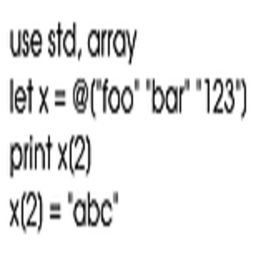 use std, array
let x = @("foo" "bar" "123")
print x(2)
x(2) = "abc"